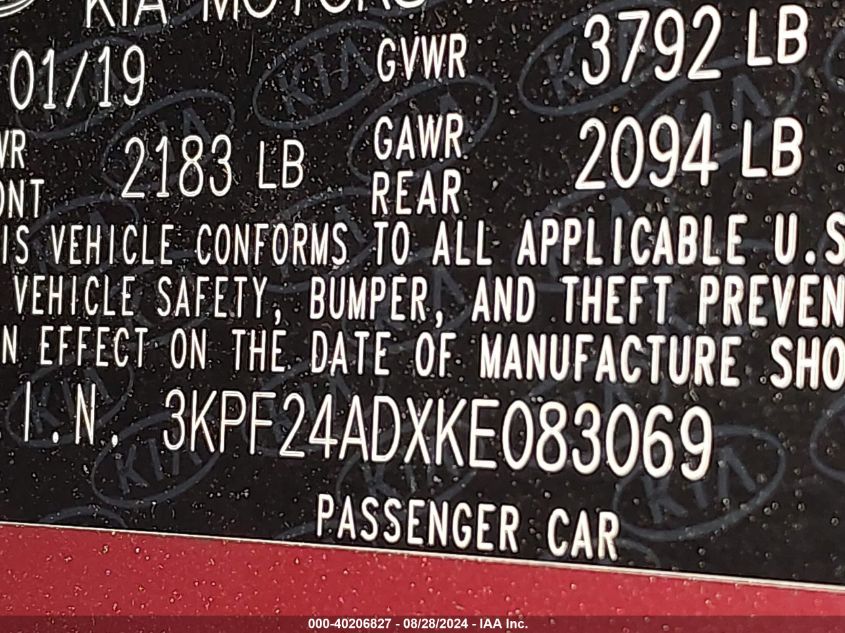 KIA MOTORS
01/19 GVWR 3792 LB
2183 LB GAWR REAR 2094 LB
IS VEHICLE CONFORMS TO ALL APPLICABLE U.S
VEHICLE SAFETY, BUMPER, AND THEFT PREVEN
N EFFECT ON THE DATE OF MANUFACTURE SHO
I.N. 3KPF24ADXKE083069
PASSENGER CAR
000-40206827 - 08/28/2024 - IAA Inc.